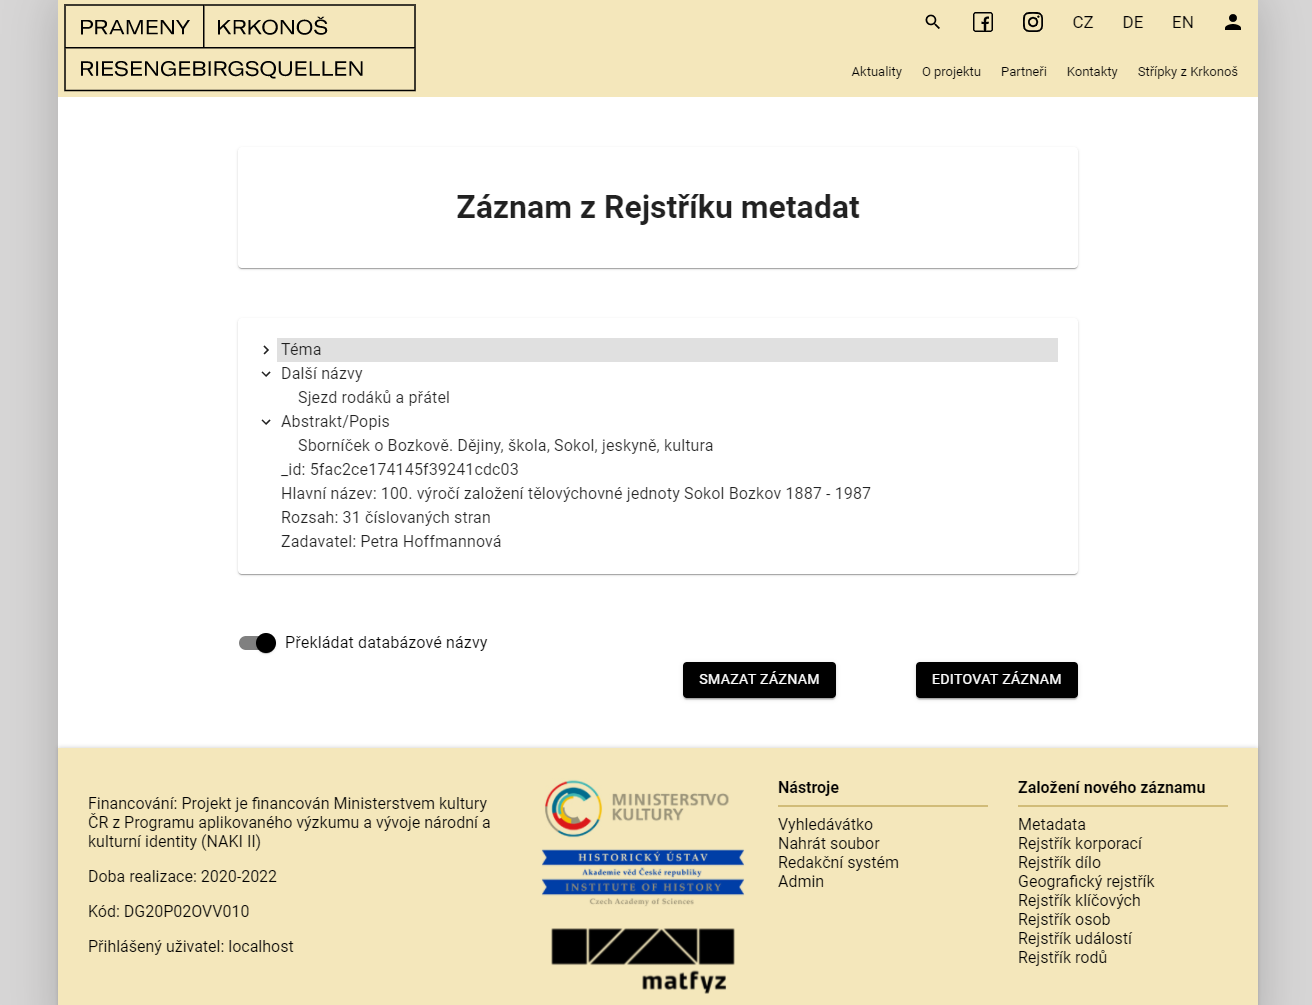 PRAMENY KRKONOŠ
RIESENGEBIRGSQUELLEN
CZ DE EN
Aktuality O projektu Partneři Kontakty Střípky z Krkonoš
Záznam z Rejstříku metadat
Téma
Další názvy
Sjezd rodáků a přátel
Abstrakt/Popis
Sborníček o Bozkově. Dějiny, škola, Sokol, jeskyně, kultura
_id: 5fac2ce174145f39241cdc03
Hlavní název: 100. výročí založení tělovýchovné jednoty Sokol Bozkov 1887 - 1987
Rozsah: 31 číslovaných stran
Zadavatel: Petra Hoffmannová
Překládat databázové názvy
SMAZAT ZÁZNAM EDITOVAT ZÁZNAM
Financování: Projekt je financován Ministerstvem kultury
ČR z Programu aplikovaného výzkumu a vývoje národní a
kulturní identity (NAKI II)
Doba realizace: 2020-2022
Kód: DG20P02OVV010
Přihlášený uživatel: localhost
MINISTERSTVO
KULTURY
HISTORICKÝ ÚSTAV
Akademie věd České republiky
INSTITUTE OF HISTORY
Czech Academy of Sciences
matfyz
Nástroje
Vyhledávátko
Nahrát soubor
Redakční systém
Admin
Založení nového záznamu
Metadata
Rejstřík korporací
Rejstřík dílo
Geografický rejstřík
Rejstřík klíčových
Rejstřík osob
Rejstřík událostí
Rejstřík rodů